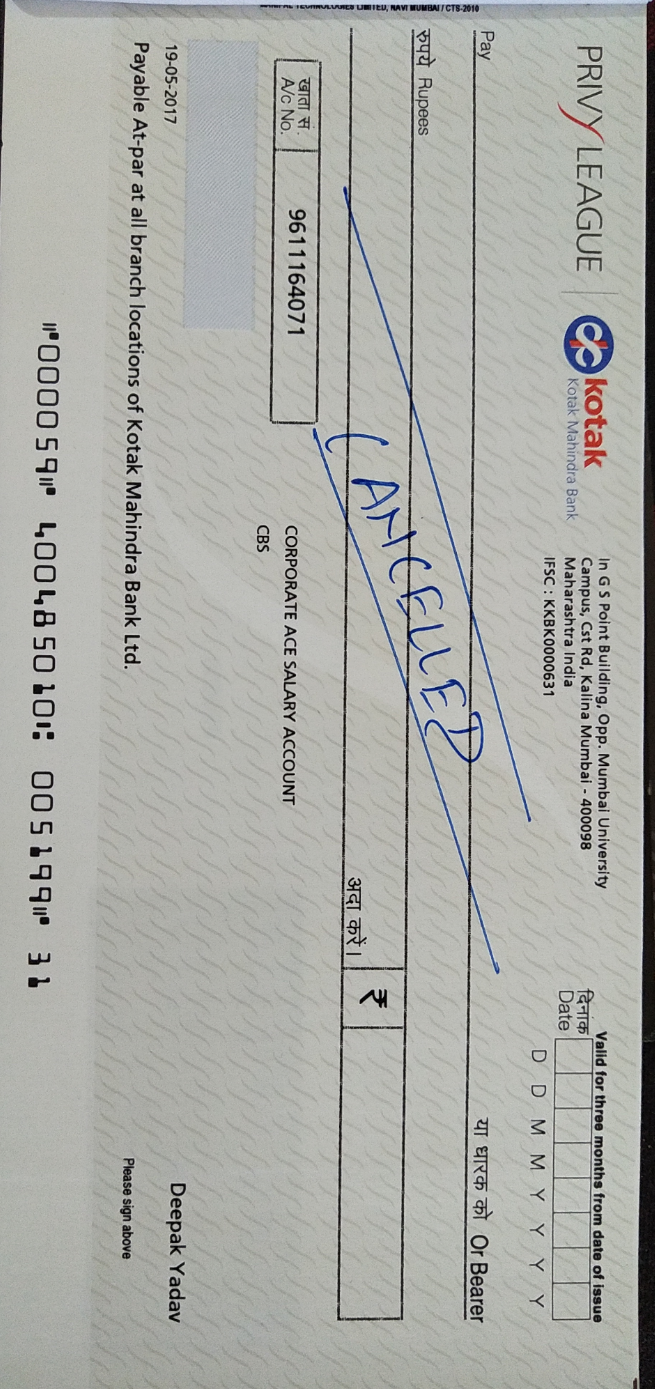 PRIVY LEAGUE
kotak
Kotak Mahindra Bank
In G S Point Building, Opp. Mumbai University
Campus, Cst Rd, Kalina Mumbai - 400098
Maharashtra India
IFSC : KKBK0000631
Valid for three months from date of issue
दिनांक
Date
D D M M Y Y Y Y
Pay
या धारक को Or Bearer
रुपये Rupees
CANCELLED
अदा करें।
₹
खाता सं.
A/c No.
9611164071
CORPORATE ACE SALARY ACCOUNT
CBS
19-05-2017
Deepak Yadav
Payable At-par at all branch locations of Kotak Mahindra Bank Ltd.
Please sign above
⑈000059⑈ 400485010⑆ 005199⑈ 31
TECHNOLOGIES LIMITED, NAVI MUMBAI / CTS-2010